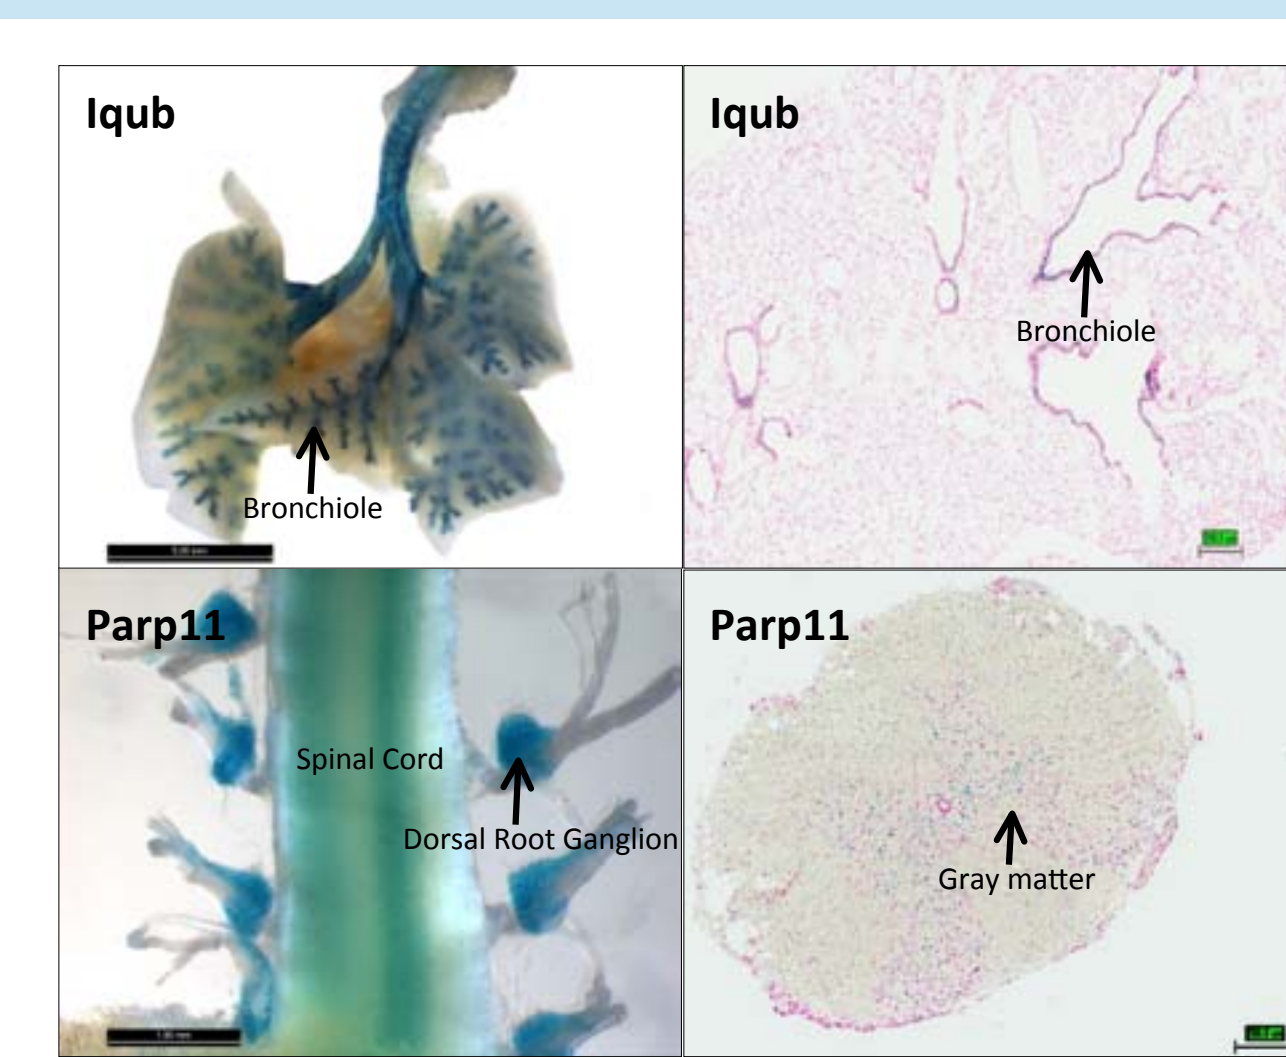 Iqub
Iqub
Bronchiole
Bronchiole
Parp11
Parp11
Spinal Cord
Dorsal Root Ganglion
Gray matter